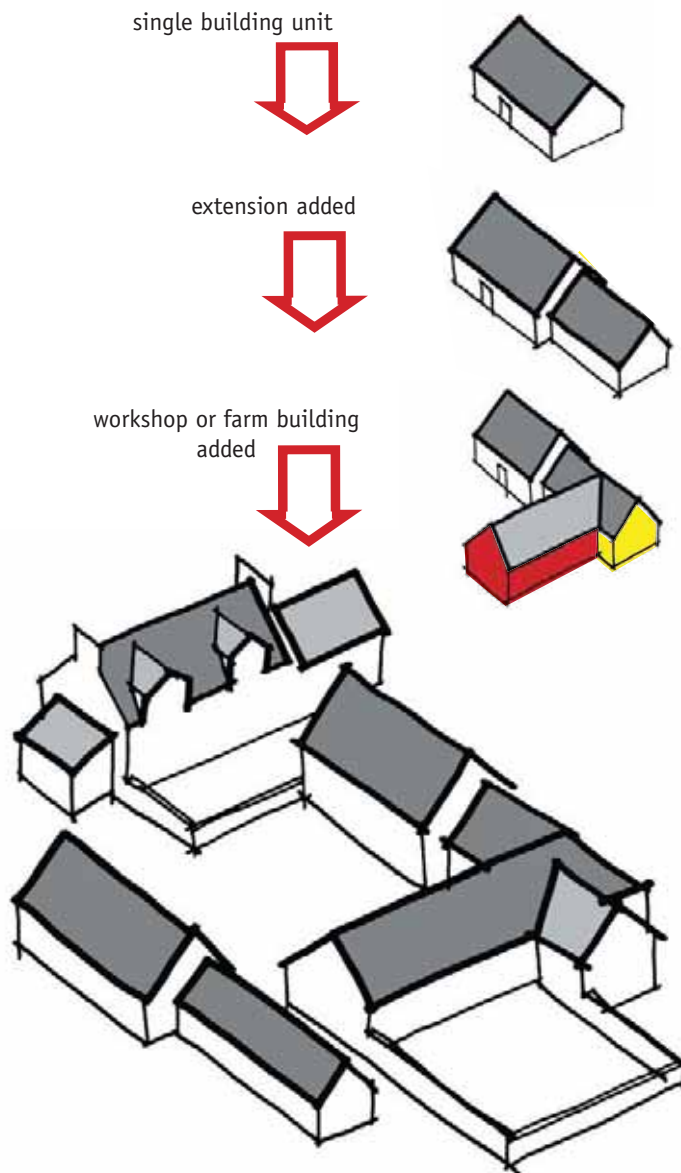 single building unit
extension added
workshop or farm building
added